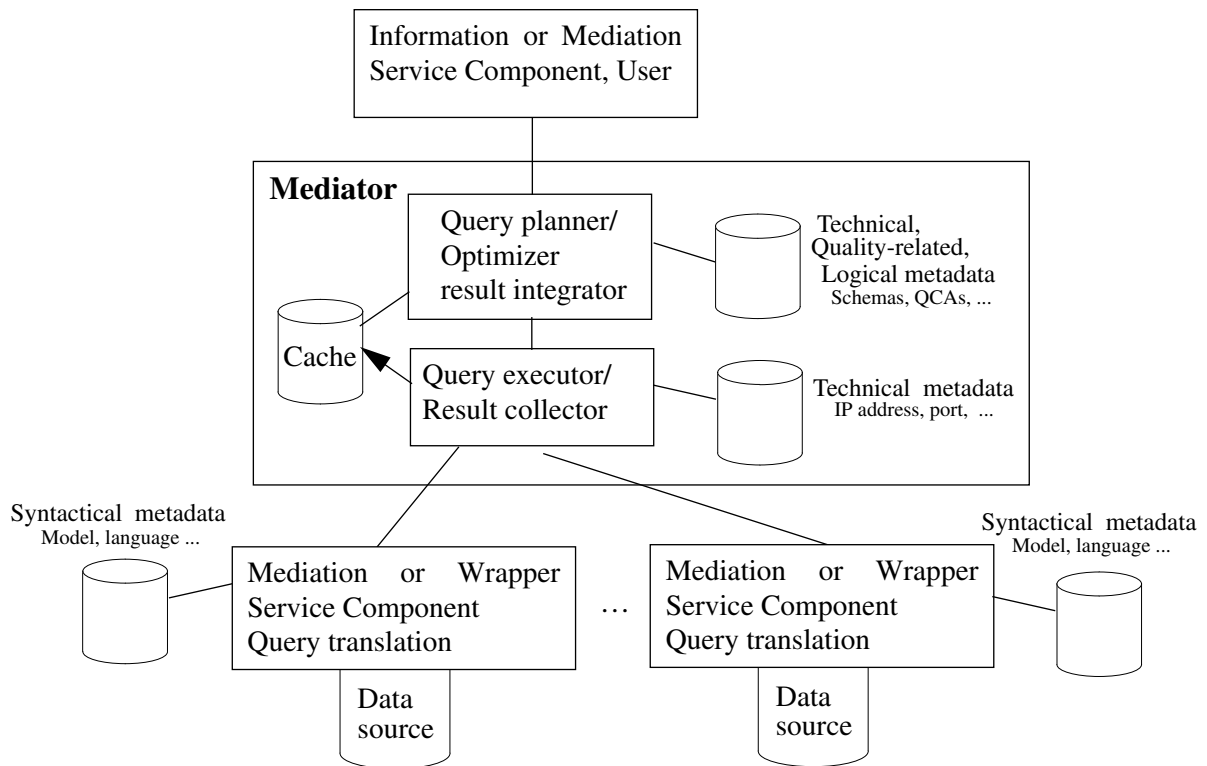 Information or Mediation
Service Component, User
Mediator
Query planner/
Optimizer
result integrator
Technical,
Quality-related,
Logical metadata
Schemas, QCAs, ...
Cache
Query executor/
Result collector
Technical metadata
IP address, port, ...
Syntactical metadata
Model, language ...
Syntactical metadata
Model, language ...
Mediation or Wrapper
Service Component
Query translation
...
Mediation or Wrapper
Service Component
Query translation
Data
source
Data
source